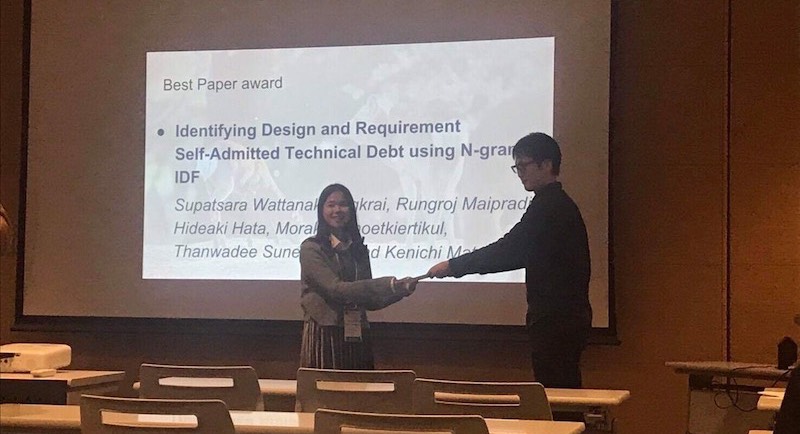 Best Paper award
● Identifying Design and Requirement
Self-Admitted Technical Debt using N-gram
IDF
Supatsara Rungroj
Hideaki Hata,
Thanwadee Kenichi